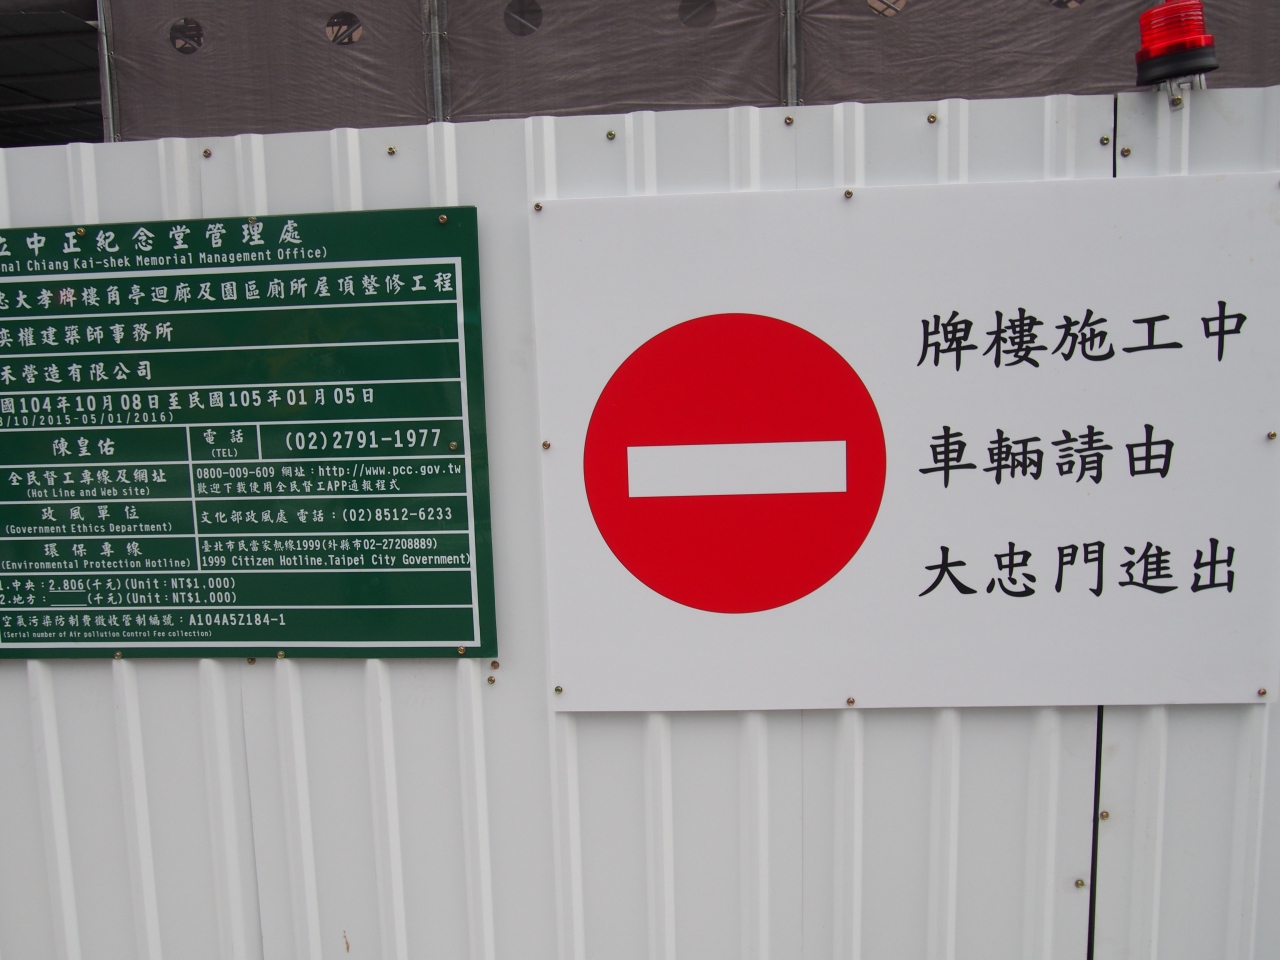 立中正紀念堂管理處
nal Chiang Kai-shek Memorial Management Office)
忠大孝牌樓角亭迴廊及園區廁所屋頂整修工程
奕權建築師事務所
禾營造有限公司
國104年10月08日至民國105年01月05日
8/10/2015-05/01/2016)
陳皇佑 電話 (TEL) (02)2791-1977
全民督工專線及網址
(Hot Line and Web site)
0800-009-609 網址:http://www.pcc.gov.tw
歡迎下載使用全民督工APP通報程式
政風單位
(Government Ethics Department)
文化部政風處 電話:(02)8512-6233
環保專線
(Environmental Protection Hotline)
臺北市民當家熱線1999(外縣市02-27208889)
1999 Citizen Hotline,Taipei City Government)
1.中央:2,806(千元)(Unit:NT$1,000)
2.地方:_____(千元)(Unit:NT$1,000)
空氣污染防制費徵收管制編號:A104A5Z184-1
(Serial number of Air pollution Control Fee collection)
牌樓施工中
車輛請由
大忠門進出